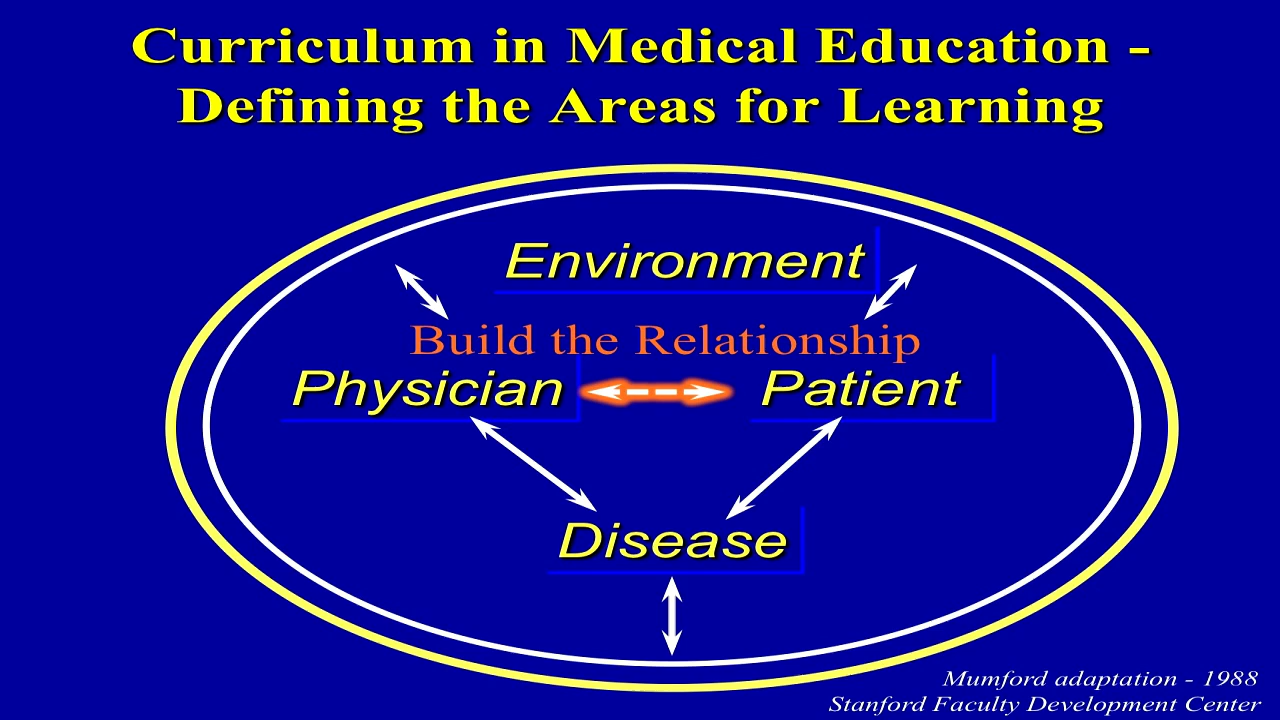 Curriculum in Medical Education -
Defining the Areas for Learning
Environment
Build the Relationship
Physician
Patient
Disease
Mumford adaptation - 1988
Stanford Faculty Development Center